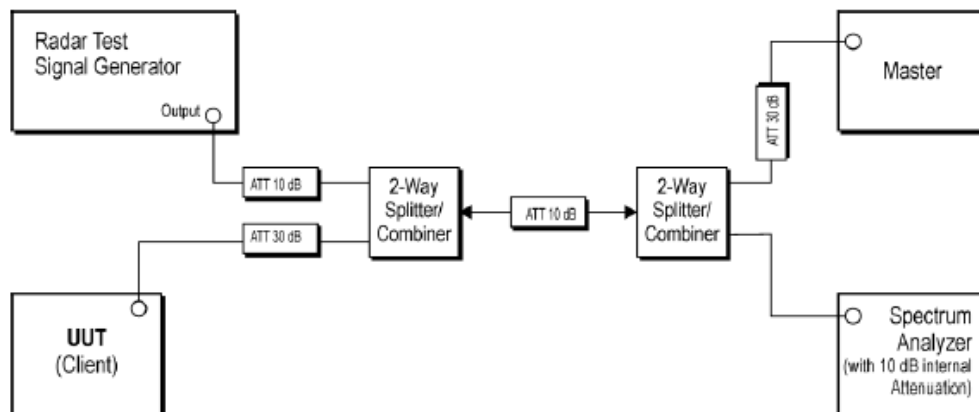 Radar Test
Signal Generator
Output
ATT 10 dB
ATT 30 dB
2-Way
Splitter/
Combiner
ATT 10 dB
2-Way
Splitter/
Combiner
ATT 30 dB
Master
UUT
(Client)
Spectrum
Analyzer
(with 10 dB internal
Attenuation)